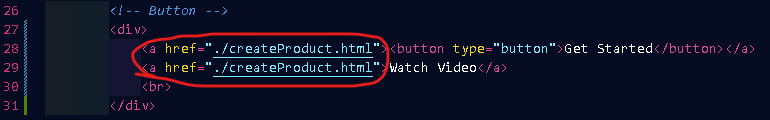 26 <!-- Button -->
27 <div>
28 <a href="./createProduct.html"><button type="button">Get Started</button></a>
29 <a href="./createProduct.html">Watch Video</a>
30 <br>
31 </div>